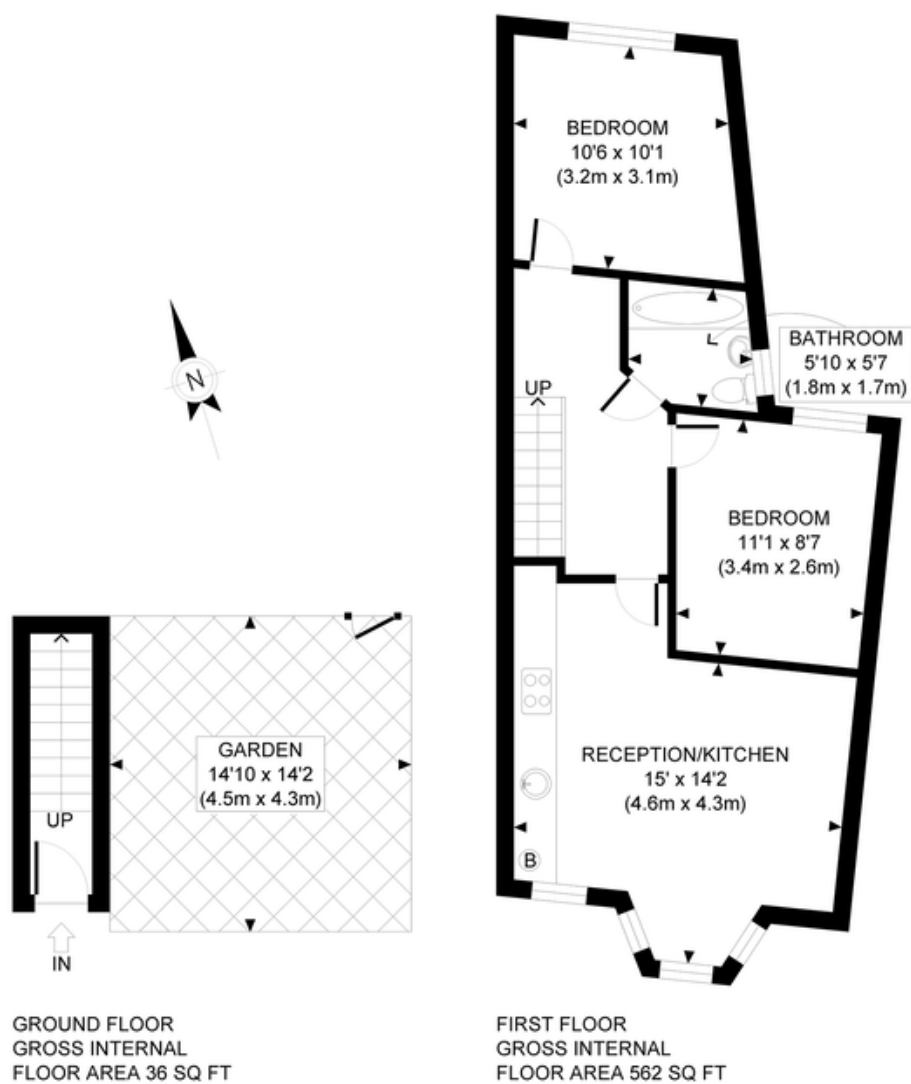 BEDROOM
10'6 x 10'1
(3.2m x 3.1m)
BATHROOM
5'10 x 5'7
(1.8m x 1.7m)
N
UP
BEDROOM
11'1 x 8'7
(3.4m x 2.6m)
GARDEN
14'10 x 14'2
(4.5m x 4.3m)
UP
IN
RECEPTION/KITCHEN
15' x 14'2
(4.6m x 4.3m)
B
GROUND FLOOR
GROSS INTERNAL
FLOOR AREA 36 SQ FT
FIRST FLOOR
GROSS INTERNAL
FLOOR AREA 562 SQ FT